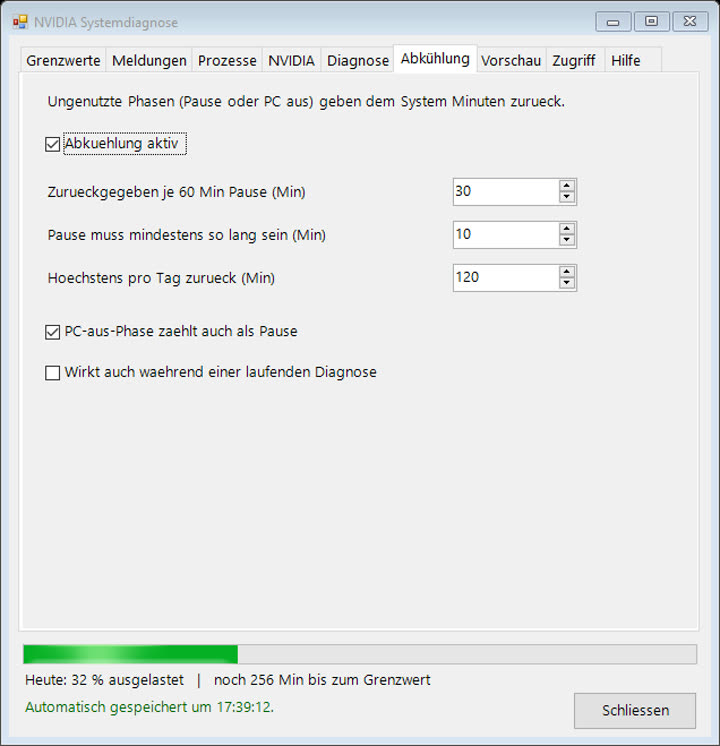 NVIDIA Systemdiagnose
Grenzwerte Meldungen Prozesse NVIDIA Diagnose Abkühlung Vorschau Zugriff Hilfe
Ungenutzte Phasen (Pause oder PC aus) geben dem System Minuten zurueck.
Abkuehlung aktiv
Zurueckgegeben je 60 Min Pause (Min) 30
Pause muss mindestens so lang sein (Min) 10
Hoechstens pro Tag zurueck (Min) 120
PC-aus-Phase zaehlt auch als Pause
Wirkt auch waehrend einer laufenden Diagnose
Heute: 32 % ausgelastet | noch 256 Min bis zum Grenzwert
Automatisch gespeichert um 17:39:12.
Schliessen